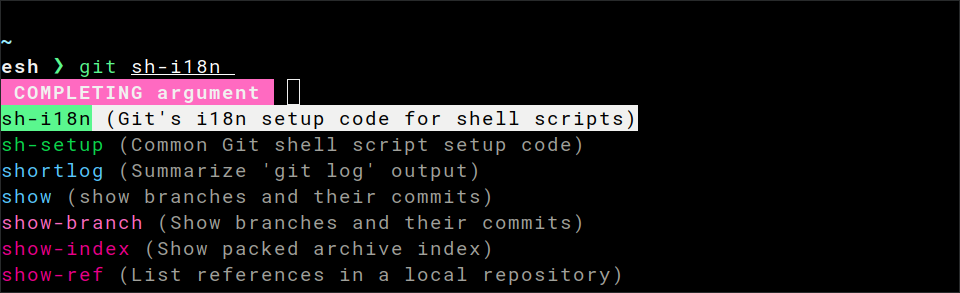 ~
esh ❯ git sh-i18n
COMPLETING argument
sh-i18n (Git's i18n setup code for shell scripts)
sh-setup (Common Git shell script setup code)
shortlog (Summarize 'git log' output)
show (show branches and their commits)
show-branch (Show branches and their commits)
show-index (Show packed archive index)
show-ref (List references in a local repository)